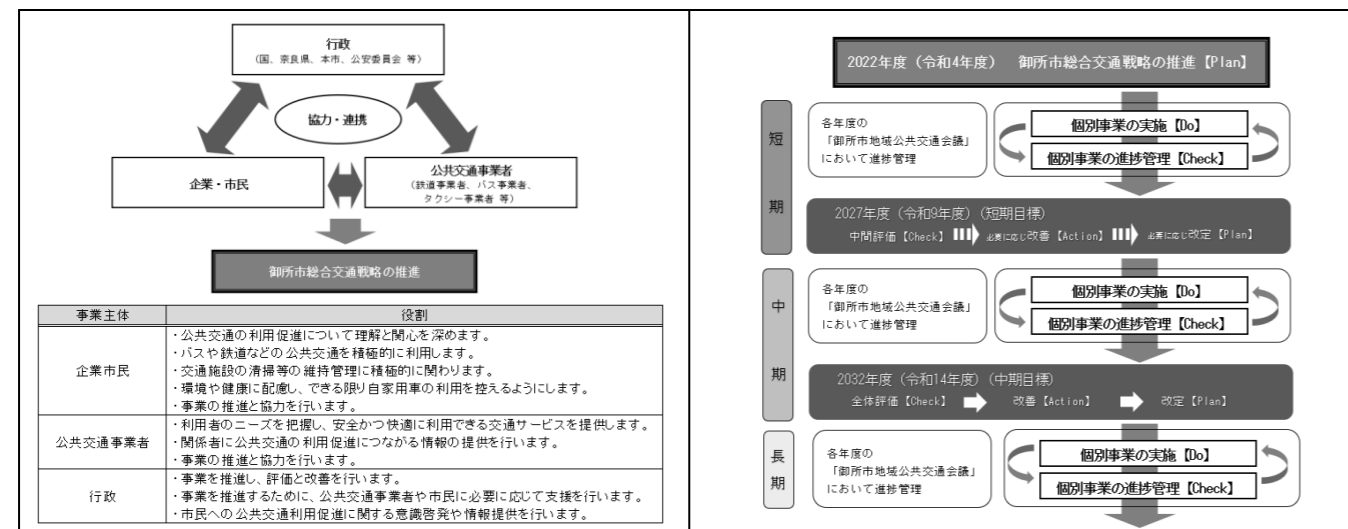 行政
(国、奈良県、本市、公安委員会 等)
協力・連携
企業・市民
公共交通事業者
(鉄道事業者、バス事業者、
タクシー事業者 等)
御所市総合交通戦略の推進
事業主体 役割
企業市民
・公共交通の利用促進について理解と関心を深めます。
・バスや鉄道などの公共交通を積極的に利用します。
・交通施設の清掃等の維持管理に積極的に関わります。
・環境や健康に配慮し、できる限り自家用車の利用を控えるようにします。
・事業の推進と協力を行います。
公共交通事業者
・利用者のニーズを把握し、安全かつ快適に利用できる交通サービスを提供します。
・関係者に公共交通の利用促進につながる情報の提供を行います。
・事業の推進と協力を行います。
行政
・事業を推進し、評価と改善を行います。
・事業を推進するために、公共交通事業者や市民に必要に応じて支援を行います。
・市民への公共交通利用促進に関する意識啓発や情報提供を行います。
2022年度(令和4年度) 御所市総合交通戦略の推進【Plan】
短期
各年度の
「御所市地域公共交通会議」
において進捗管理
個別事業の実施【Do】
個別事業の進捗管理【Check】
2027年度(令和9年度)(短期目標)
中間評価【Check】 必要に応じ改善【Action】 必要に応じ改定【Plan】
中期
各年度の
「御所市地域公共交通会議」
において進捗管理
個別事業の実施【Do】
個別事業の進捗管理【Check】
2032年度(令和14年度)(中期目標)
全体評価【Check】 改善【Action】 改定【Plan】
長期
各年度の
「御所市地域公共交通会議」
において進捗管理
個別事業の実施【Do】
個別事業の進捗管理【Check】